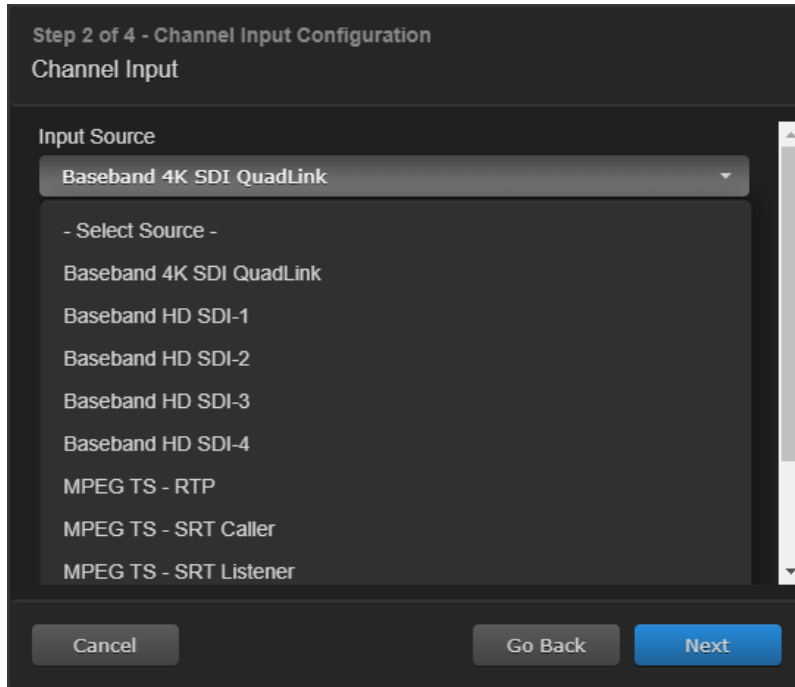 Step 2 of 4 - Channel Input Configuration
Channel Input
Input Source
Baseband 4K SDI QuadLink
- Select Source -
Baseband 4K SDI QuadLink
Baseband HD SDI-1
Baseband HD SDI-2
Baseband HD SDI-3
Baseband HD SDI-4
MPEG TS - RTP
MPEG TS - SRT Caller
MPEG TS - SRT Listener
Cancel Go Back Next